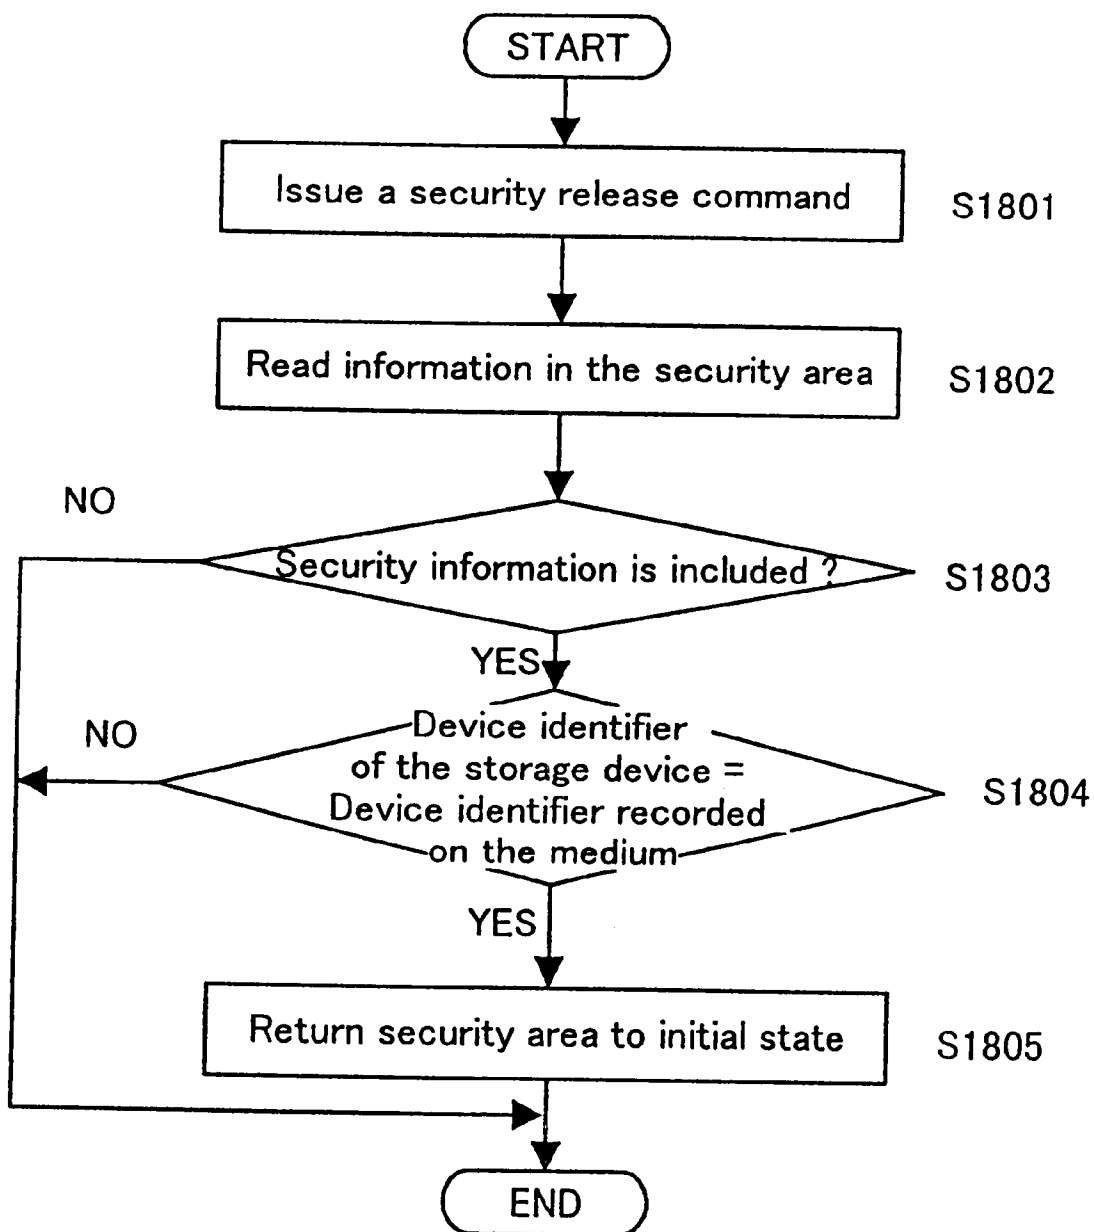 START
Issue a security release command
S1801
Read information in the security area
S1802
NO
Security information is included ?
S1803
YES
NO
Device identifier
of the storage device =
Device identifier recorded
on the medium
S1804
YES
Return security area to initial state
S1805
END